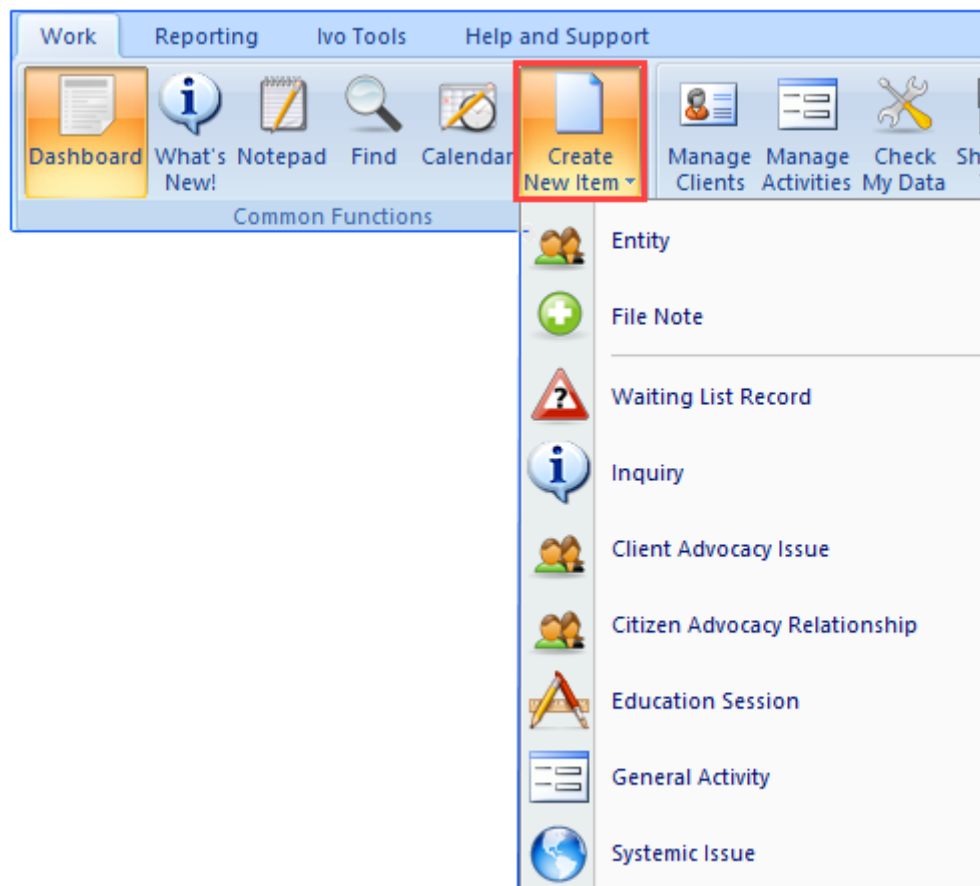 Work Reporting Ivo Tools Help and Support
Dashboard What's Notepad Find Calendar Create Manage Manage Check
New! New Item Clients Activities My Data
Common Functions
Entity
File Note
Waiting List Record
Inquiry
Client Advocacy Issue
Citizen Advocacy Relationship
Education Session
General Activity
Systemic Issue